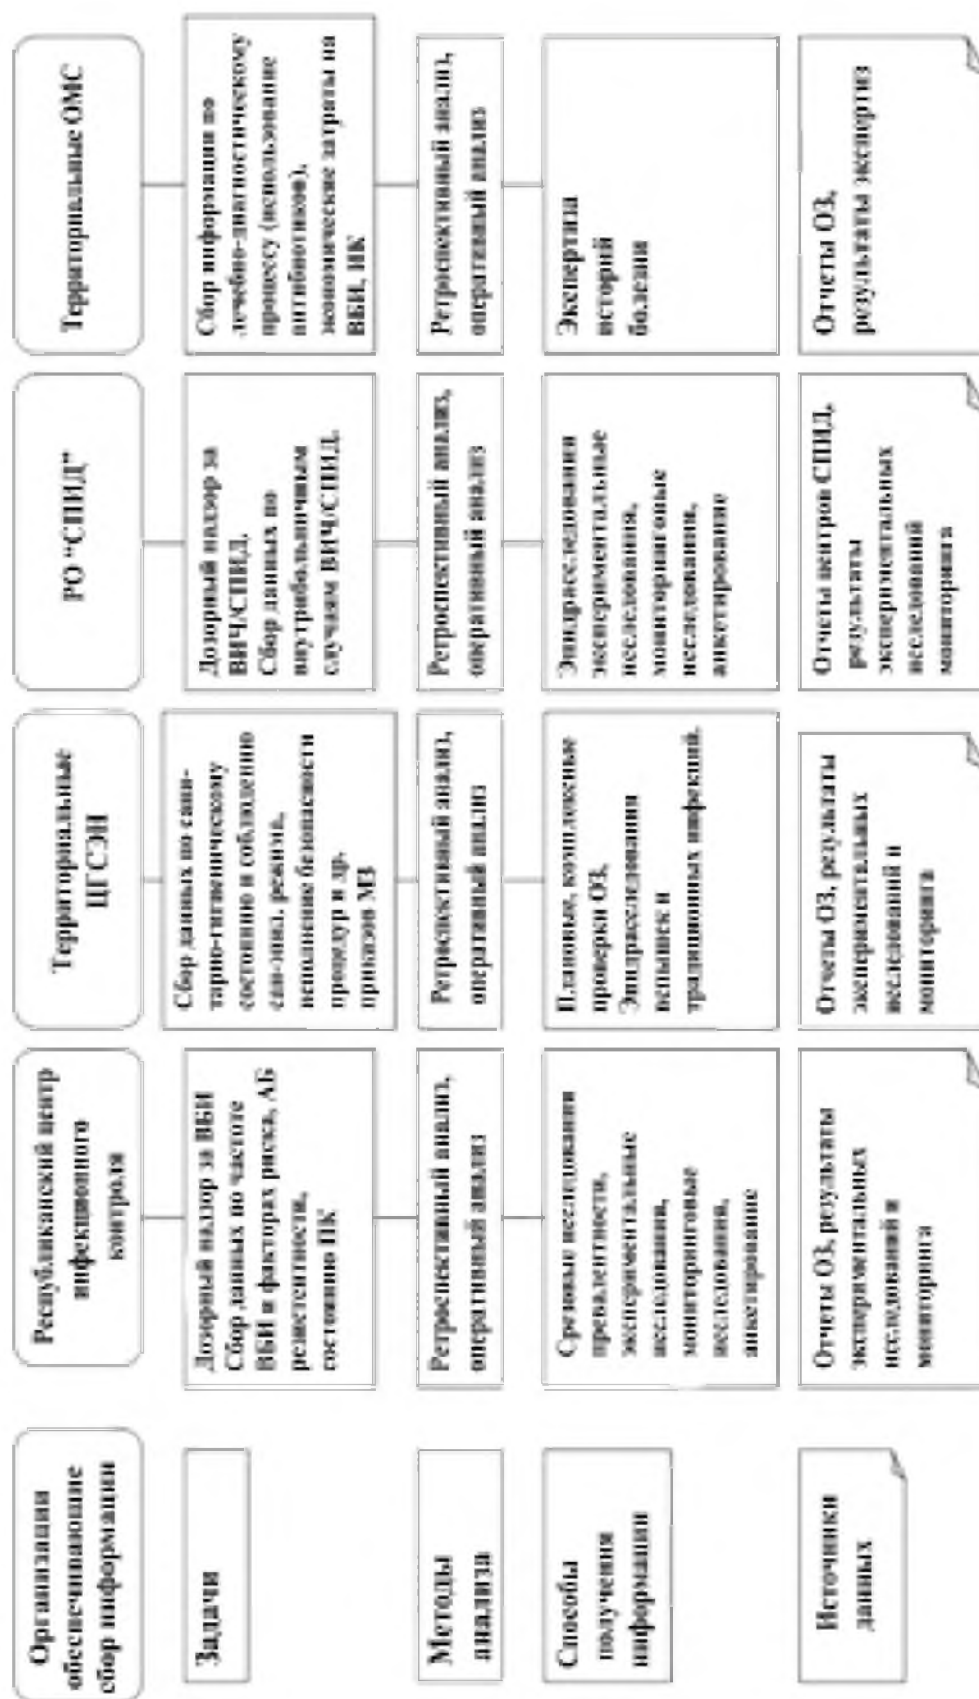 Организации
обеспечивающие
сбор информации
Республиканский центр
инфекционного
контроля
Территориальные
ЦГСЭН
РО "СПИД"
Территориальные ОМС
Задачи
Дозорный надзор за ВБИ
Сбор данных по частоте
ВБИ и факторах риска, АБ
резистентности,
состоянию ПК
Сбор данных по сани-
тарно-гигиеническому
состоянию и соблюдению
сан-эпид. режима,
исполнение безопасности
процедур и др.
приказов МЗ
Дозорный надзор за
ВИЧ/СПИД.
Сбор данных по
внутрибольничным
случаям ВИЧ/СПИД.
Сбор информации по
лечебно-диагностическому
процессу (использование
антибиотиков),
экономические затраты на
ВБИ, ИК
Методы
анализа
Ретроспективный анализ,
оперативный анализ
Ретроспективный анализ,
оперативный анализ
Ретроспективный анализ,
оперативный анализ
Ретроспективный анализ,
оперативный анализ
Способы
получения
информации
Срезовые исследования
превалентности,
экспериментальные
исследования,
мониторинговые
исследования,
анкетирование
Плановые, комплексные
проверки ОЗ.
Эпидрасследования
вспышек и
традиционных инфекций.
Эпидрасследования
экспериментальные
исследования,
мониторинговые
исследования,
анкетирование
Экспертиза
историй
болезни
Источники
данных
Отчеты ОЗ, результаты
экспериментальных
исследований и
мониторинга
Отчеты ОЗ, результаты
экспериментальных
исследований и
мониторинга
Отчеты центров СПИД,
результаты
экспериментальных
исследований
мониторинга
Отчеты ОЗ,
результаты экспертиз